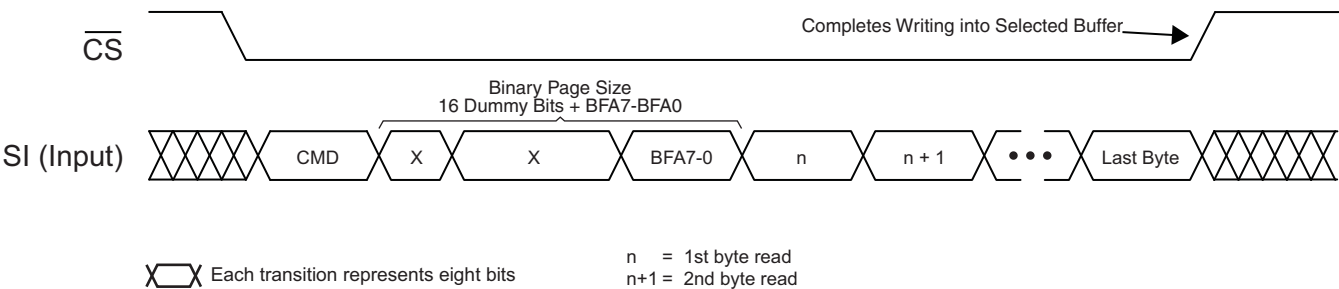 Completes Writing into Selected Buffer
CS
Binary Page Size
16 Dummy Bits + BFA7-BFA0
SI (Input)
CMD X X BFA7-0 n n + 1 ••• Last Byte
Each transition represents eight bits
n = 1st byte read
n+1 = 2nd byte read